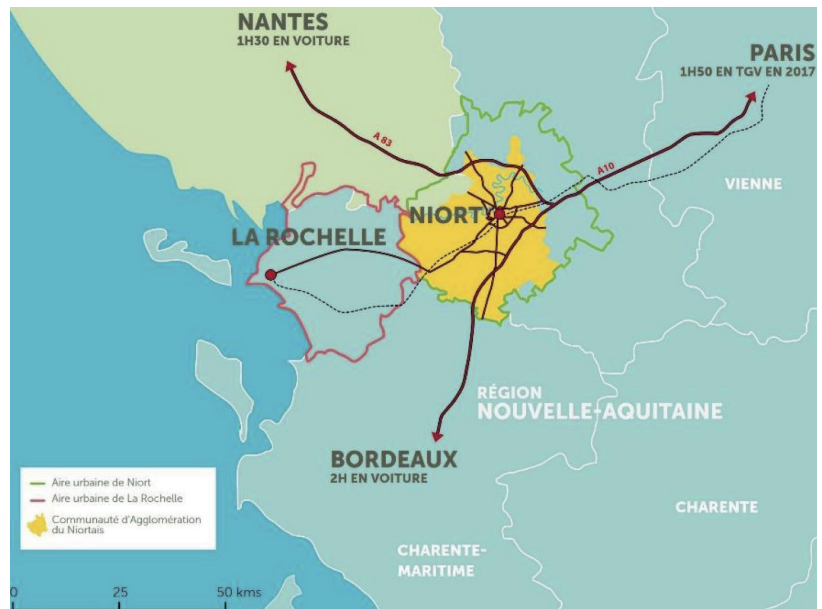 NANTES
1H30 EN VOITURE
PARIS
1H50 EN TGV EN 2017
A 83
A10
VIENNE
NIORT
LA ROCHELLE
RÉGION
NOUVELLE-AQUITAINE
BORDEAUX
2H EN VOITURE
Aire urbaine de Niort
Aire urbaine de La Rochelle
Communauté d'Agglomération
du Niortais
CHARENTE
CHARENTE-
MARITIME
0 25 50 kms